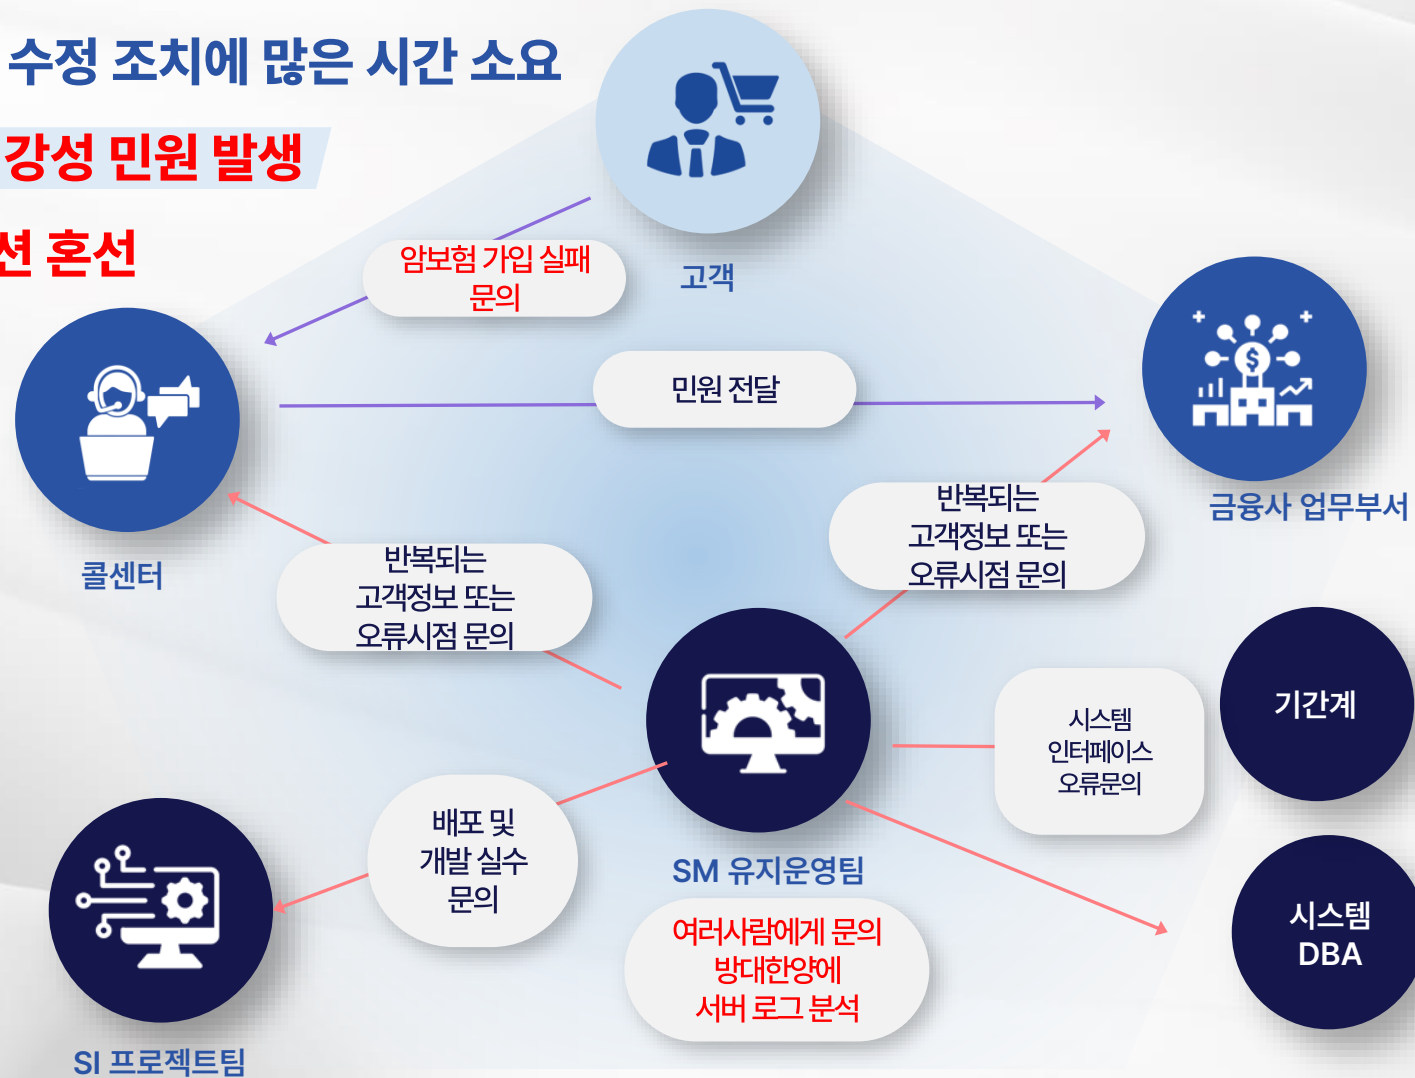 수정 조치에 많은 시간 소요
강성 민원 발생
션 혼선
암보험 가입 실패
문의
고객
민원 전달
콜센터
금융사 업무부서
반복되는
고객정보 또는
오류시점 문의
반복되는
고객정보 또는
오류시점 문의
시스템
인터페이스
오류문의
기간계
배포 및
개발 실수
문의
SM 유지운영팀
여러사람에게 문의
방대한양에
서버 로그 분석
시스템
DBA
SI 프로젝트팀